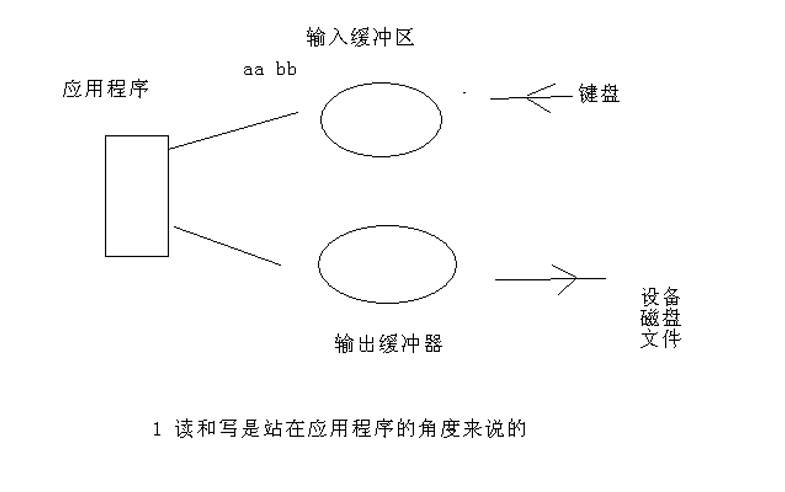 输入缓冲区
aa bb
应用程序
键盘
设备
磁盘
文件
输出缓冲器
1 读和写是站在应用程序的角度来说的